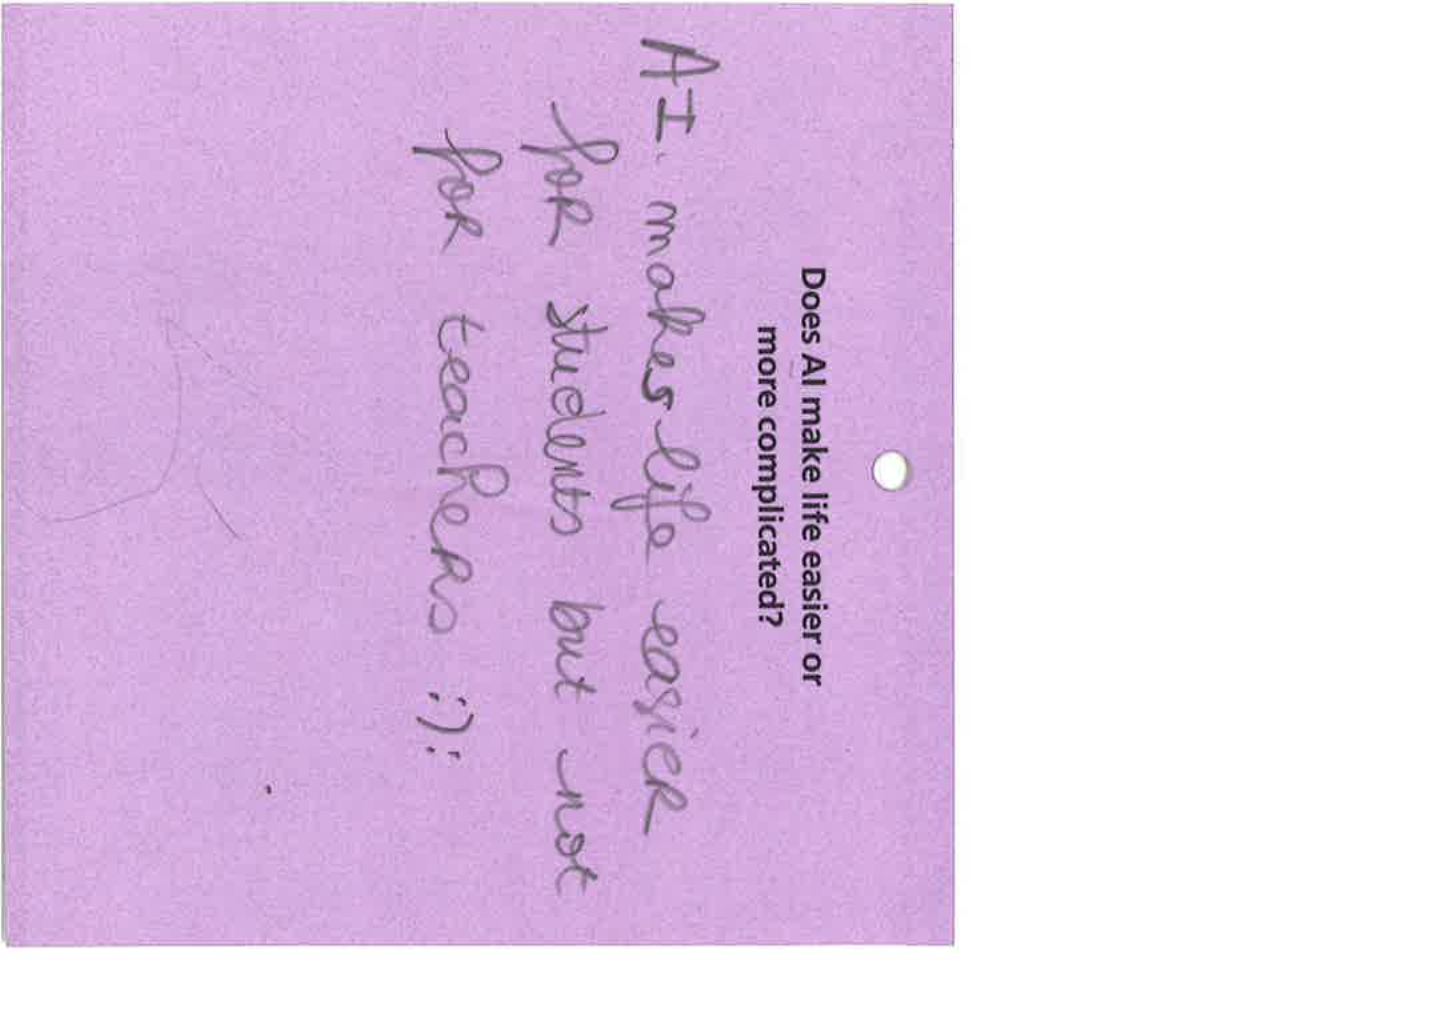 Does AI make life easier or
more complicated?
AI. makes life easier
for students but not
for teachers :):